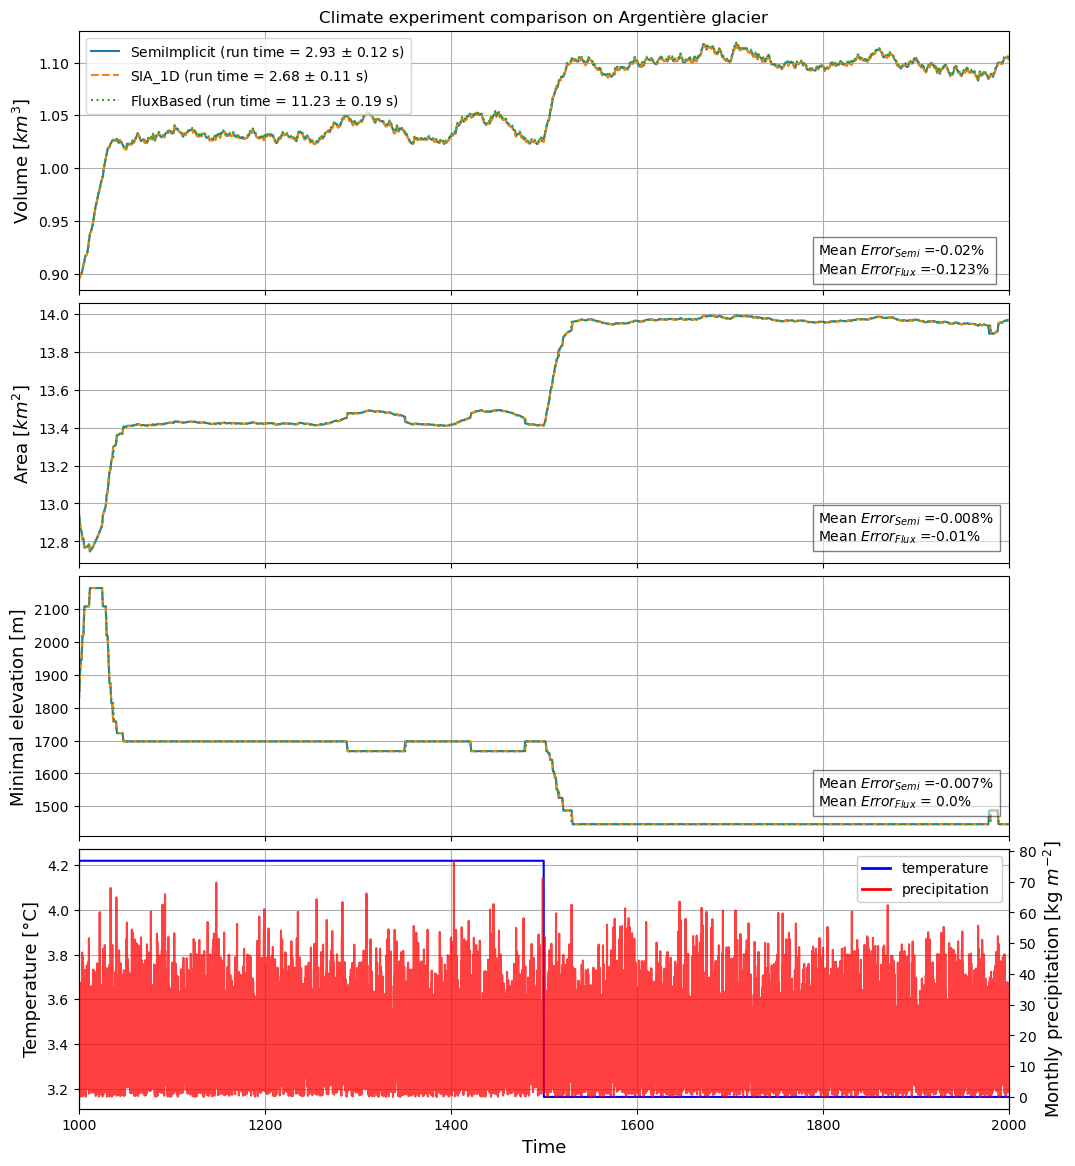 Climate experiment comparison on Argentière glacier
SemiImplicit (run time = 2.93 ± 0.12 s)
SIA_1D (run time = 2.68 ± 0.11 s)
FluxBased (run time = 11.23 ± 0.19 s)
Volume [km³]
1.10
1.05
1.00
0.95
0.90
Mean Error_Semi =-0.02%
Mean Error_Flux =-0.123%
Area [km²]
14.0
13.8
13.6
13.4
13.2
13.0
12.8
Mean Error_Semi =-0.008%
Mean Error_Flux =-0.01%
Minimal elevation [m]
2100
2000
1900
1800
1700
1600
1500
Mean Error_Semi =-0.007%
Mean Error_Flux = 0.0%
Temperature [°C]
4.2
4.0
3.8
3.6
3.4
3.2
temperature
precipitation
80
70
60
50
40
30
20
10
0
Monthly precipitation [kg m⁻²]
1000
1200
1400
1600
1800
2000
Time